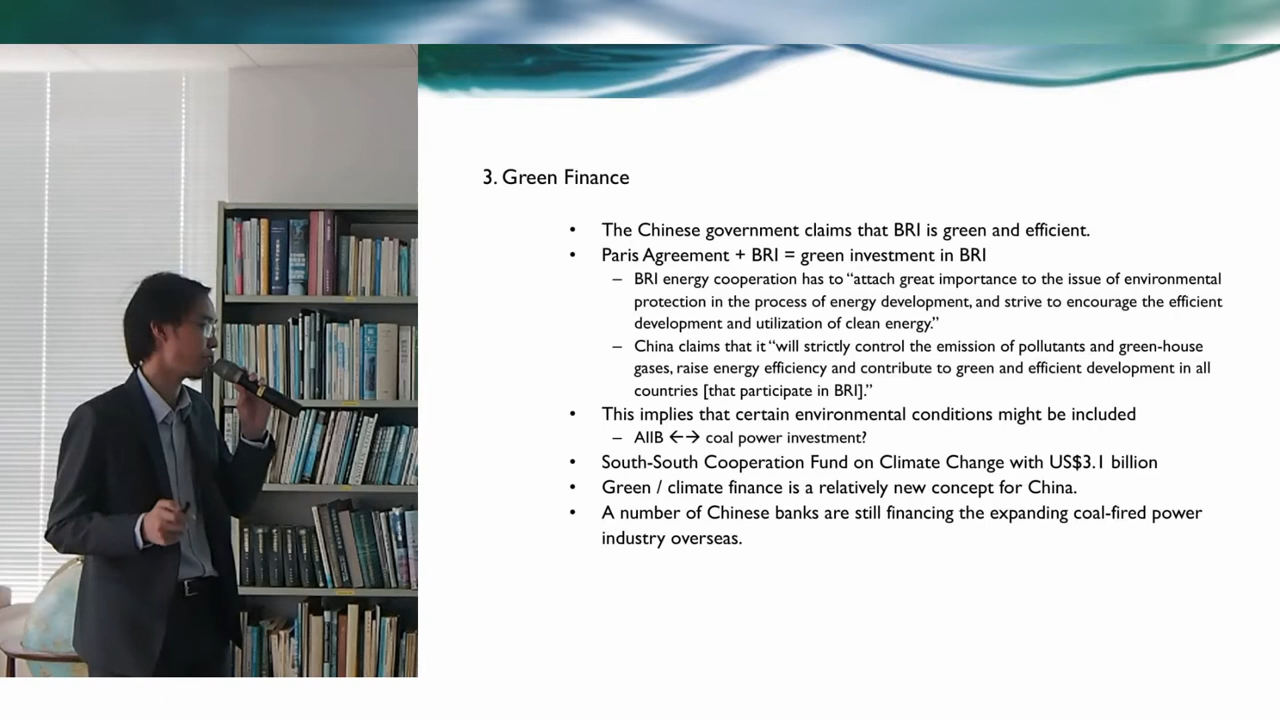 3. Green Finance
• The Chinese government claims that BRI is green and efficient.
• Paris Agreement + BRI = green investment in BRI
– BRI energy cooperation has to “attach great importance to the issue of environmental
protection in the process of energy development, and strive to encourage the efficient
development and utilization of clean energy.”
– China claims that it “will strictly control the emission of pollutants and green-house
gases, raise energy efficiency and contribute to green and efficient development in all
countries [that participate in BRI].”
• This implies that certain environmental conditions might be included
– AIIB ←→ coal power investment?
• South-South Cooperation Fund on Climate Change with US$3.1 billion
• Green / climate finance is a relatively new concept for China.
• A number of Chinese banks are still financing the expanding coal-fired power
industry overseas.